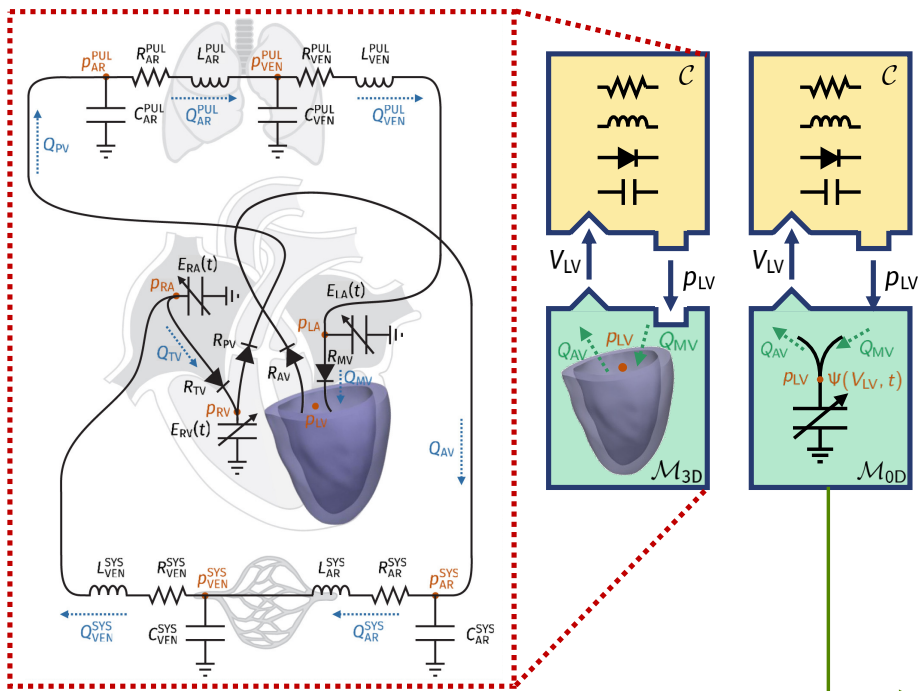 R_AR^PUL L_AR^PUL R_VEN^PUL L_VEN^PUL
p_AR^PUL p_VEN^PUL
C_AR^PUL Q_AR^PUL C_VEN^PUL Q_VEN^PUL
Q_PV
E_RA(t) E_LA(t)
p_RA p_LA
Q_TV R_PV R_AV R_MV
R_TV Q_MV
p_RV p_LV
E_RV(t)
Q_AV
L_VEN^SYS R_VEN^SYS p_VEN^SYS L_AR^SYS R_AR^SYS p_AR^SYS
Q_VEN^SYS C_VEN^SYS Q_AR^SYS C_AR^SYS
𝒞
V_LV p_LV
Q_AV p_LV Q_MV
ℳ_3D
𝒞
V_LV p_LV
Q_AV Q_MV
p_LV Ψ(V_LV, t)
ℳ_0D